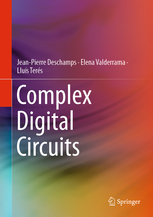 Jean-Pierre Deschamps · Elena Valderrama ·
Lluís Terés
Complex
Digital
Circuits
Springer